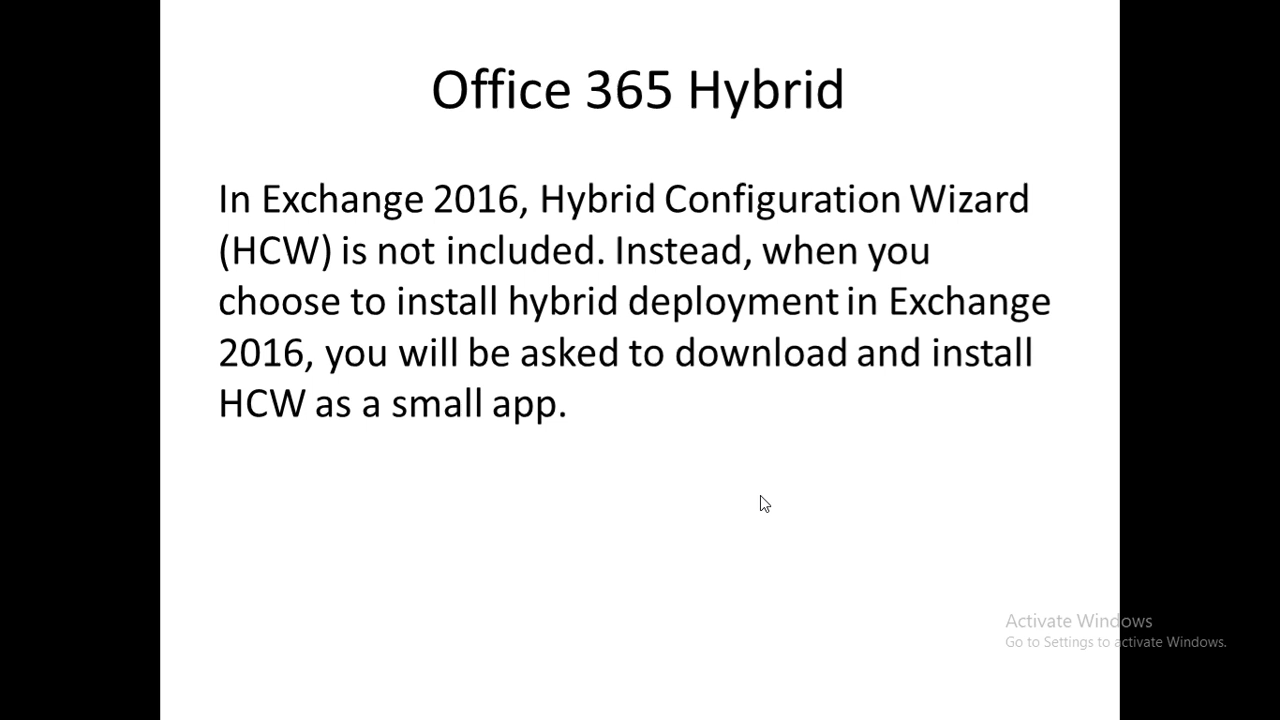 Office 365 Hybrid
In Exchange 2016, Hybrid Configuration Wizard
(HCW) is not included. Instead, when you
choose to install hybrid deployment in Exchange
2016, you will be asked to download and install
HCW as a small app.
Activate Windows
Go to Settings to activate Windows.